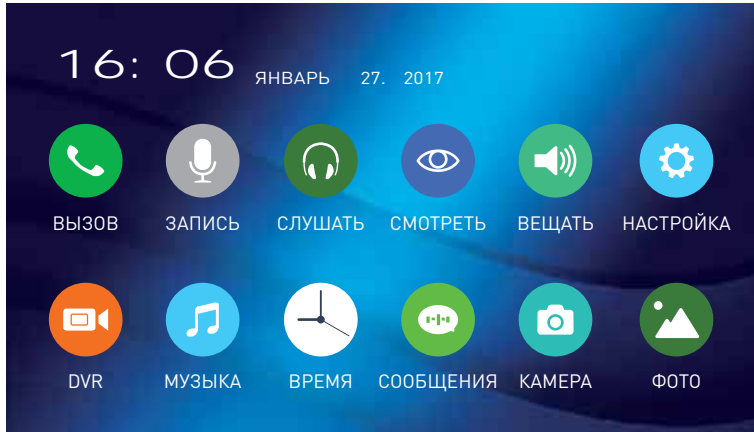 16: 06 ЯНВАРЬ 27. 2017
ВЫЗОВ ЗАПИСЬ СЛУШАТЬ СМОТРЕТЬ ВЕЩАТЬ НАСТРОЙКА
DVR МУЗЫКА ВРЕМЯ СООБЩЕНИЯ КАМЕРА ФОТО